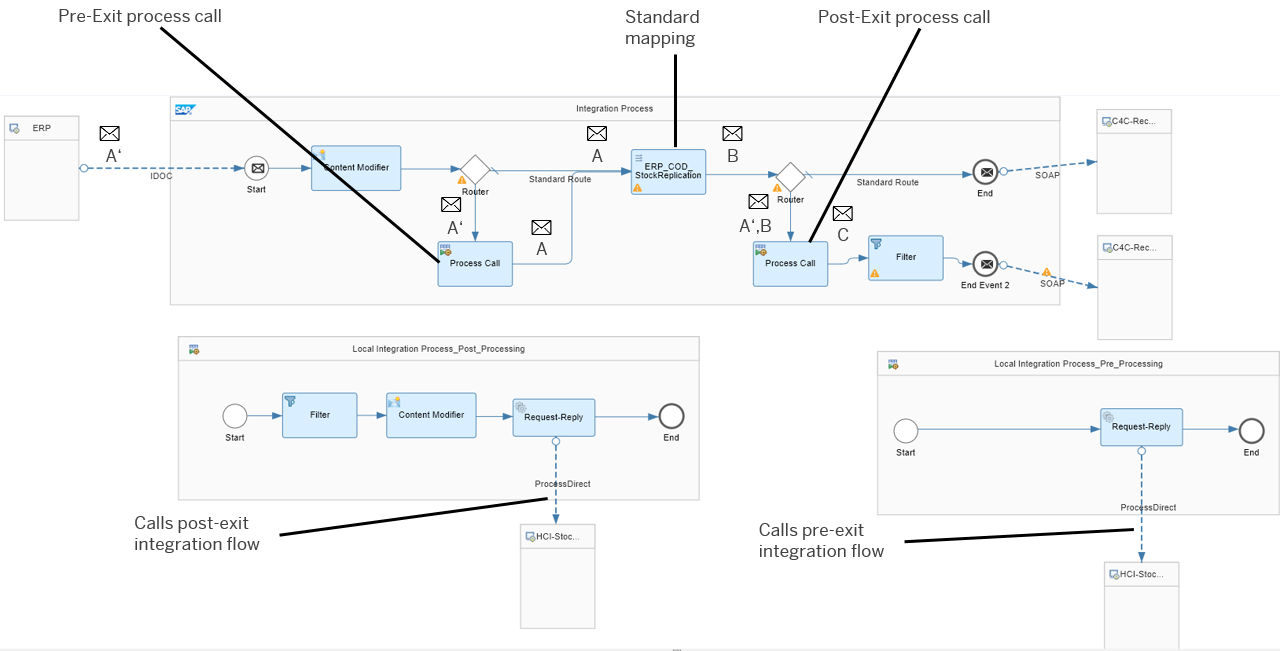 Pre-Exit process call
Standard
mapping
Post-Exit process call
SAP
Integration Process
ERP
A‘
IDOC
Start
Content Modifier
Router
Standard Route
A
ERP_COD_
StockReplication
B
Router
Standard Route
End
SOAP
C4C-Rec...
A‘
A
Process Call
A‘,B
C
Process Call
Filter
End Event 2
SOAP
C4C-Rec...
Local Integration Process_Post_Processing
Start
Filter
Content Modifier
Request-Reply
End
ProcessDirect
Calls post-exit
integration flow
HCI-Stoc...
Local Integration Process_Pre_Processing
Start
Request-Reply
End
ProcessDirect
Calls pre-exit
integration flow
HCI-Stoc...